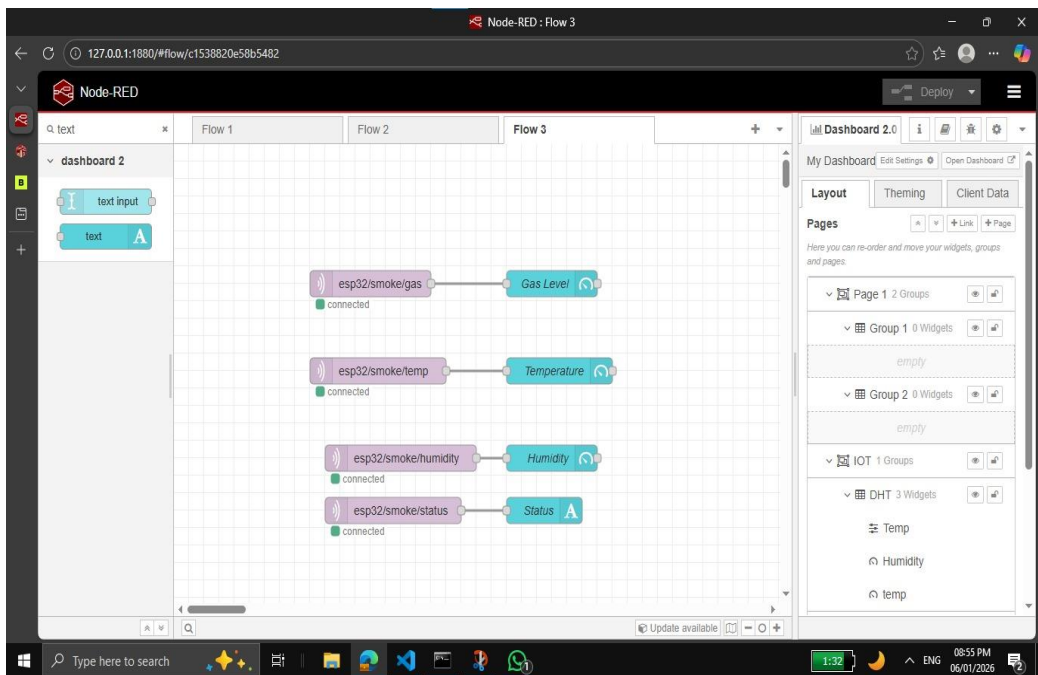 Node-RED : Flow 3
127.0.0.1:1880/#flow/c1538820e58b5482
Node-RED
Deploy
text
Flow 1
Flow 2
Flow 3
Dashboard 2.0
dashboard 2
text input
text
A
My Dashboard
Edit Settings
Open Dashboard
Layout
Theming
Client Data
Pages
Link
Page
Here you can re-order and move your widgets, groups
and pages.
esp32/smoke/gas
connected
Gas Level
esp32/smoke/temp
connected
Temperature
esp32/smoke/humidity
connected
Humidity
esp32/smoke/status
connected
Status
A
Page 1 2 Groups
Group 1 0 Widgets
empty
Group 2 0 Widgets
empty
IOT 1 Groups
DHT 3 Widgets
Temp
Humidity
temp
Update available
Type here to search
1:32
ENG
08:55 PM
06/01/2026